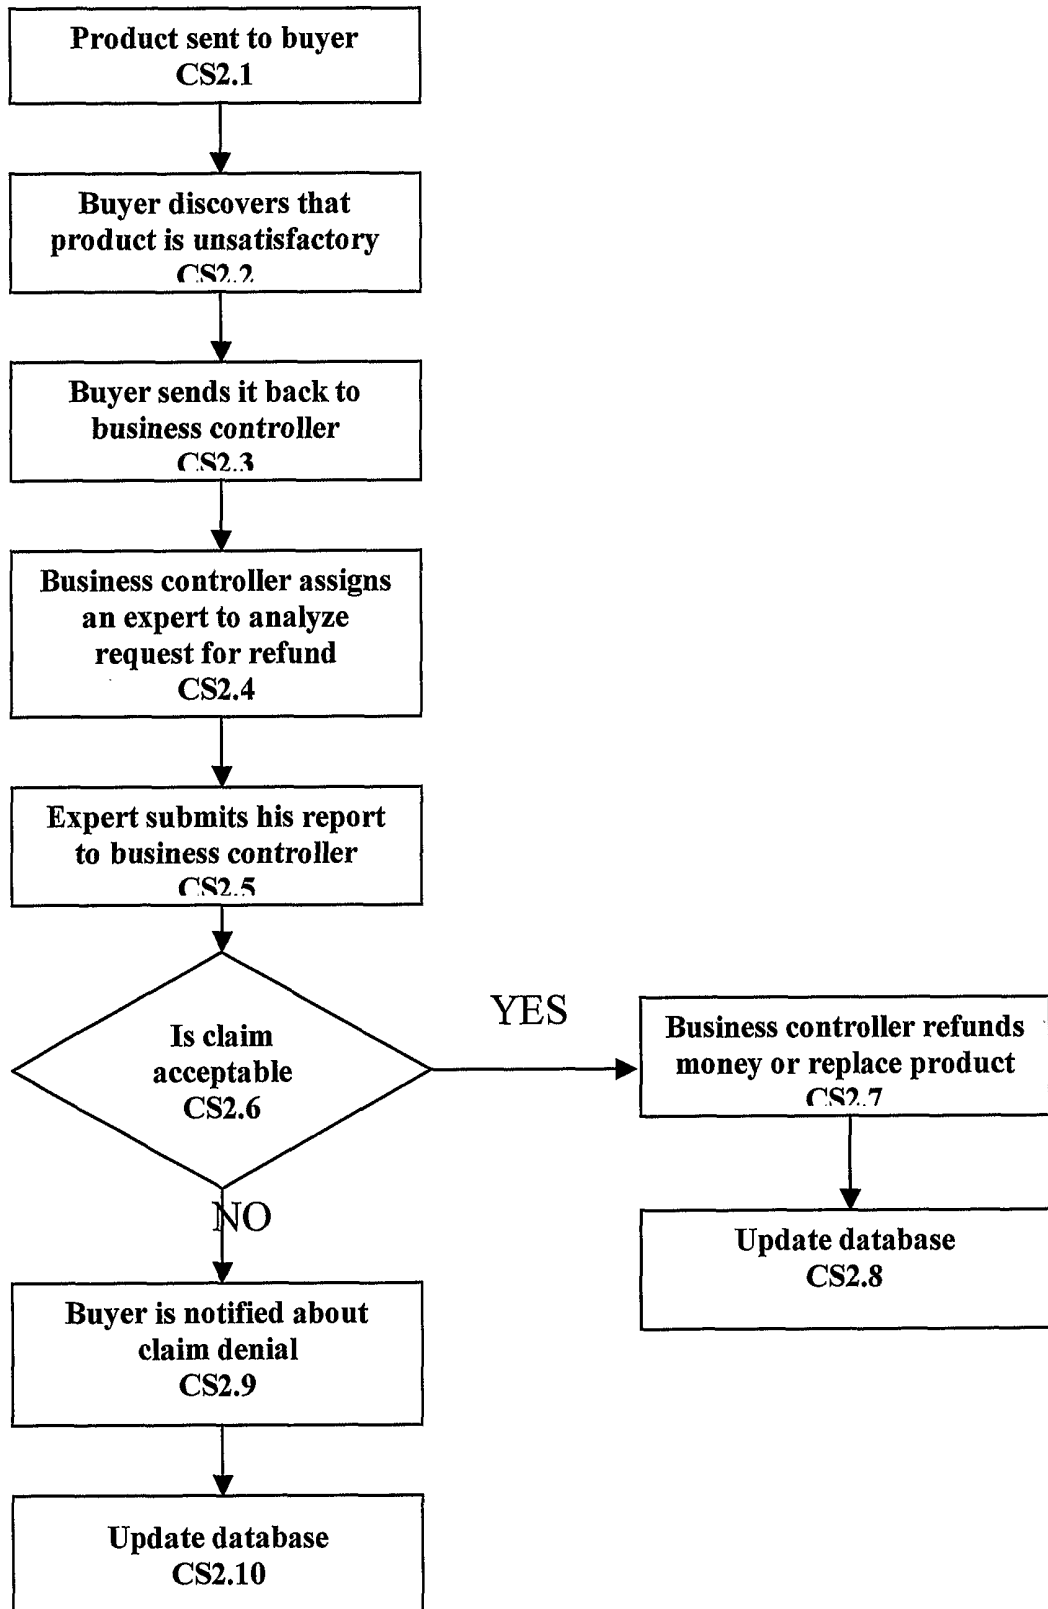 Product sent to buyer
CS2.1
Buyer discovers that
product is unsatisfactory
CS2.2
Buyer sends it back to
business controller
CS2.3
Business controller assigns
an expert to analyze
request for refund
CS2.4
Expert submits his report
to business controller
CS2.5
Is claim
acceptable
CS2.6
YES
Business controller refunds
money or replace product
CS2.7
Update database
CS2.8
NO
Buyer is notified about
claim denial
CS2.9
Update database
CS2.10